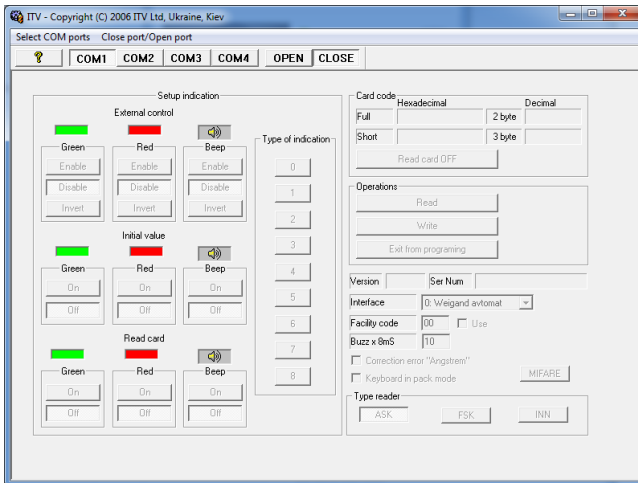 ITV - Copyright (C) 2006 ITV Ltd, Ukraine, Kiev
Select COM ports Close port/Open port
? COM1 COM2 COM3 COM4 OPEN CLOSE
Setup indication
External control
Green Red Beep
Enable Enable Enable
Disable Disable Disable
Invert Invert Invert
Initial value
Green Red Beep
On On On
Off Off Off
Read card
Green Red Beep
On On On
Off Off Off
Type of indication
0
1
2
3
4
5
6
7
8
Card code
Hexadecimal Decimal
Full 2 byte
Short 3 byte
Read card OFF
Operations
Read
Write
Exit from programing
Version Ser Num
Interface 0: Weigand avtomat
Facility code 00 Use
Buzz x 8mS 10
Correction error "Angstrem"
Keyboard in pack mode
MIFARE
Type reader
ASK FSK INN